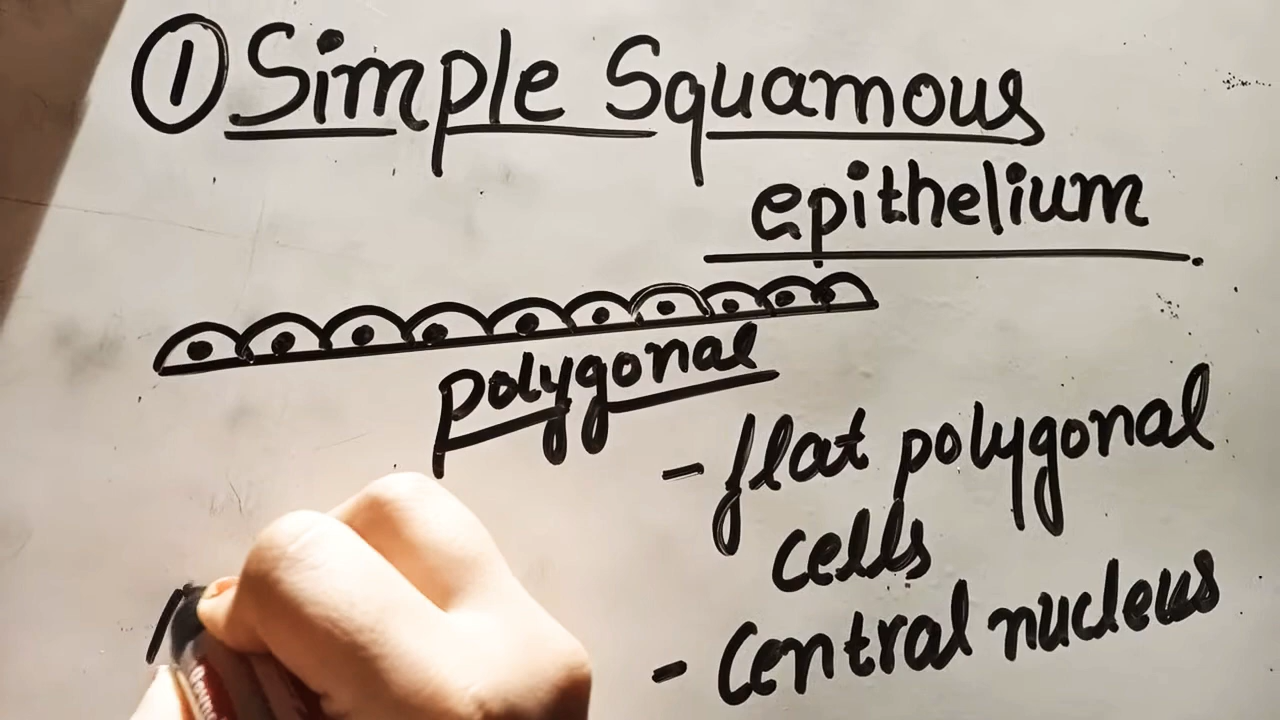 ① Simple Squamous
epithelium
polygonal
- flat polygonal
cells
- Central nucleus